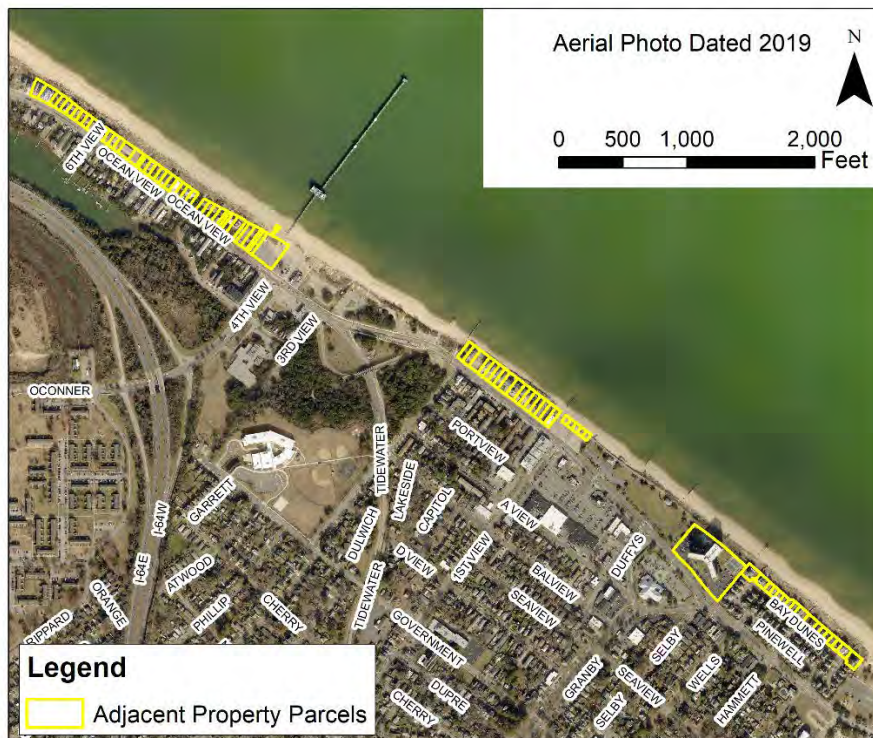 Aerial Photo Dated 2019
N
0 500 1,000 2,000
Feet
6TH VIEW
OCEAN VIEW
OCEAN VIEW
4TH VIEW
3RD VIEW
OCONNER
PORTVIEW
TIDEWATER
LAKESIDE
CAPITOL
GARRETT
A VIEW
DULWICH
I-64W
I-64E
D VIEW
1ST VIEW
BALVIEW
DUFFYS
ATWOOD
SEAVIEW
BAY DUNES
PINEWELL
ORANGE
PHILLIP
CHERRY
TIDEWATER
GOVERNMENT
RIPPARD
GRANBY
SELBY
SEAVIEW
WELLS
SELBY
HAMMETT
DUPRE
CHERRY
Legend
Adjacent Property Parcels